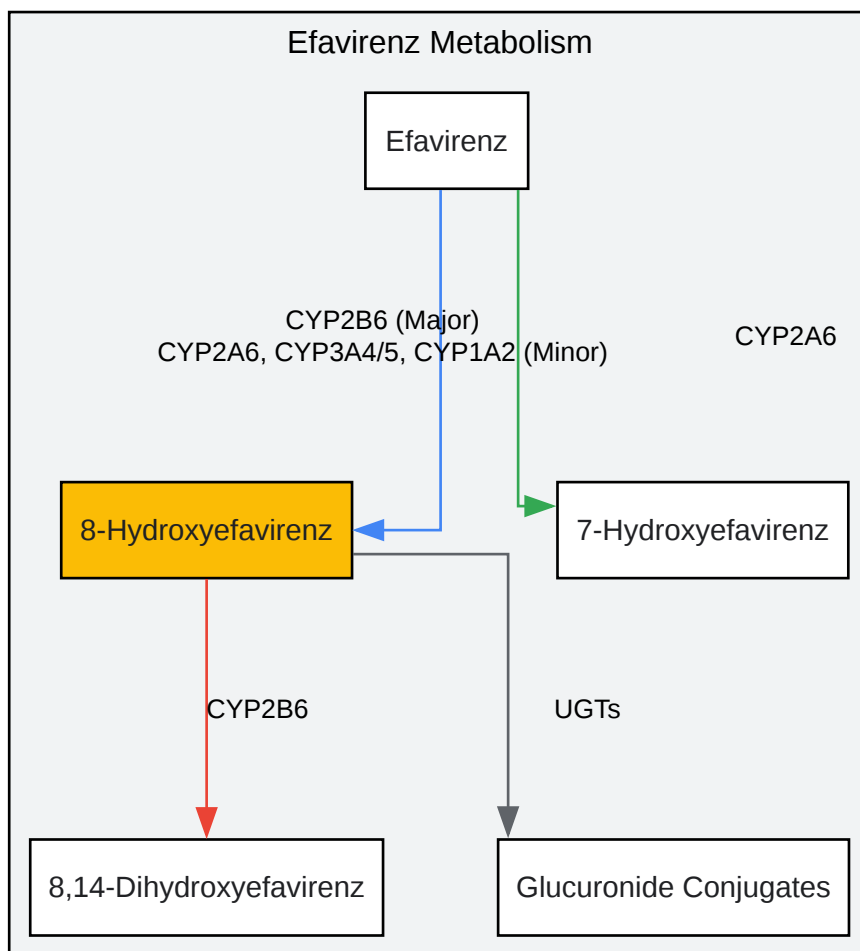 Efavirenz Metabolism
Efavirenz
CYP2B6 (Major)
CYP2A6, CYP3A4/5, CYP1A2 (Minor)
CYP2A6
8-Hydroxyefavirenz
7-Hydroxyefavirenz
CYP2B6
UGTs
8,14-Dihydroxyefavirenz
Glucuronide Conjugates